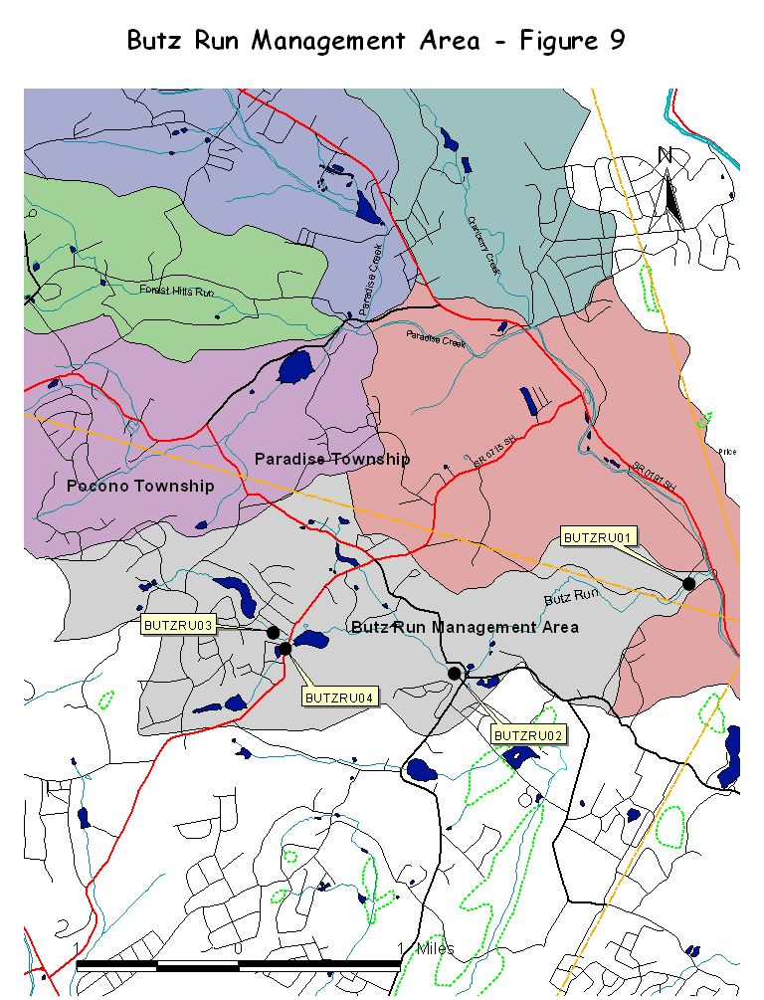 Butz Run Management Area - Figure 9
N
Cranberry Creek
Paradise Creek
Forest Hills Run
Paradise Creek
Price
Paradise Township
SR 0715 SH
SR 0191 SH
Pocono Township
BUTZRU01
Butz Run
BUTZRU03
Butz Run Management Area
BUTZRU04
BUTZRU02
1 0 1 Miles